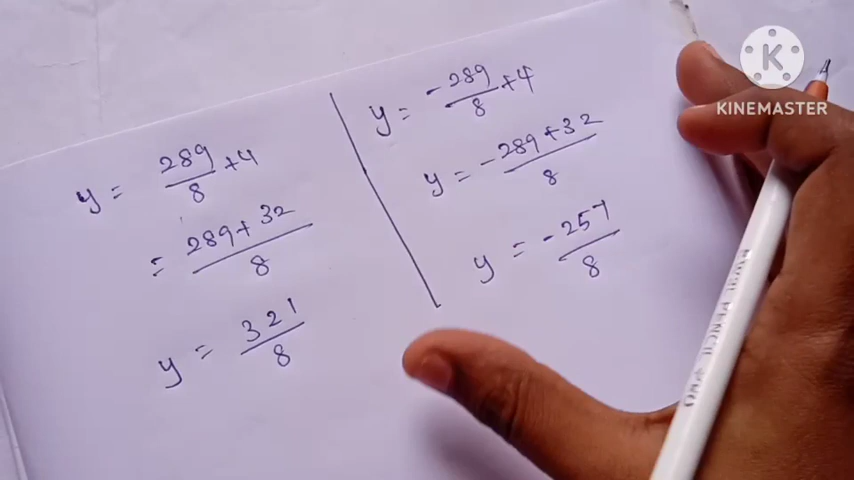 y = 289/8 + 4
= 289 + 32/8
y = 321/8
y = -289/8 + 4
y = -289 + 32/8
y = -257/8
KINEMASTER